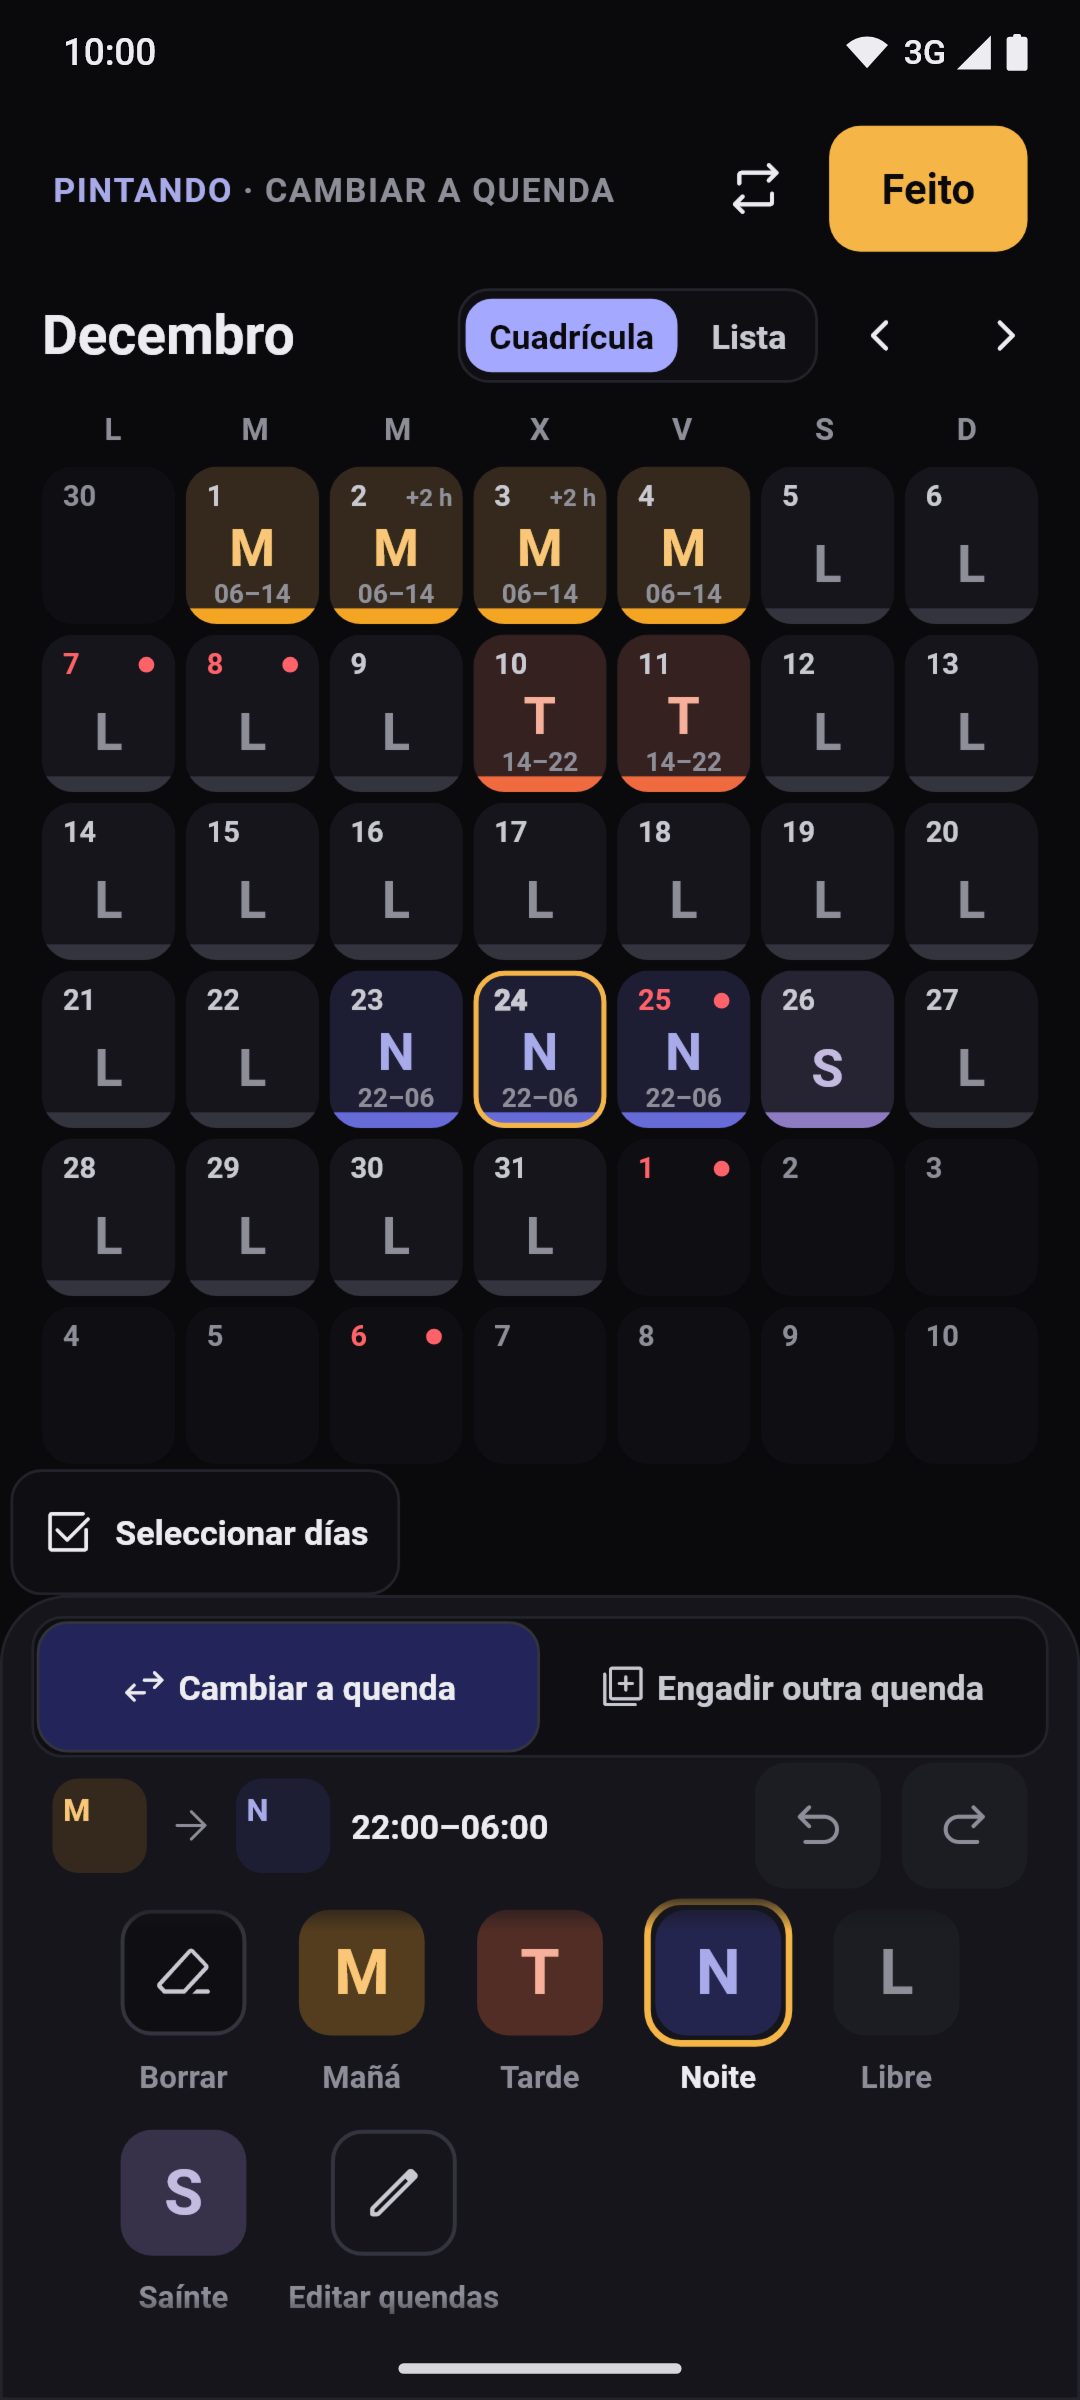 10:00 3G
PINTANDO · CAMBIAR A QUENDA
Feito
Decembro
Cuadrícula Lista
L M M X V S D
30 1 2 +2 h 3 +2 h 4 5 6
M M M M L L
06–14 06–14 06–14 06–14
7 8 9 10 11 12 13
L L L T T L L
14–22 14–22
14 15 16 17 18 19 20
L L L L L L L
21 22 23 24 25 26 27
L L N N N S L
22–06 22–06 22–06
28 29 30 31 1 2 3
L L L L
4 5 6 7 8 9 10
Seleccionar días
Cambiar a quenda Engadir outra quenda
M N 22:00–06:00
M T N L
Borrar Mañá Tarde Noite Libre
S
Saínte Editar quendas